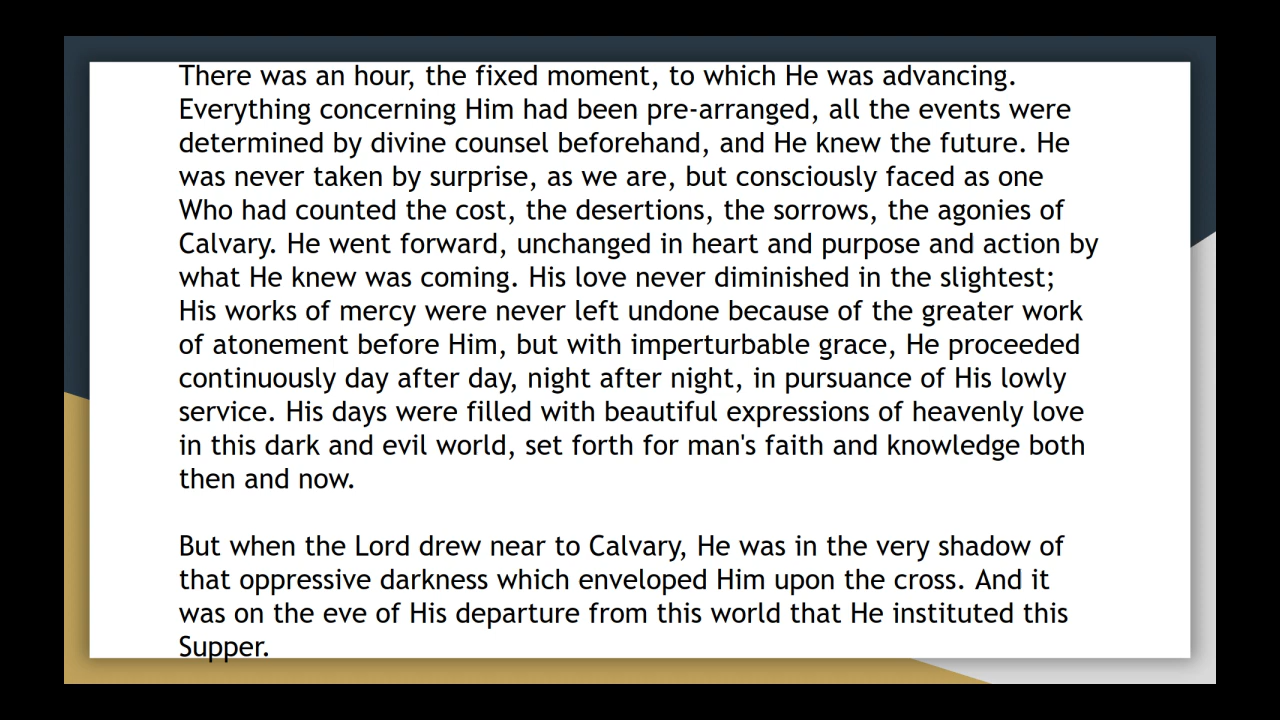 There was an hour, the fixed moment, to which He was advancing.
Everything concerning Him had been pre-arranged, all the events were
determined by divine counsel beforehand, and He knew the future. He
was never taken by surprise, as we are, but consciously faced as one
Who had counted the cost, the desertions, the sorrows, the agonies of
Calvary. He went forward, unchanged in heart and purpose and action by
what He knew was coming. His love never diminished in the slightest;
His works of mercy were never left undone because of the greater work
of atonement before Him, but with imperturbable grace, He proceeded
continuously day after day, night after night, in pursuance of His lowly
service. His days were filled with beautiful expressions of heavenly love
in this dark and evil world, set forth for man's faith and knowledge both
then and now.
But when the Lord drew near to Calvary, He was in the very shadow of
that oppressive darkness which enveloped Him upon the cross. And it
was on the eve of His departure from this world that He instituted this
Supper.